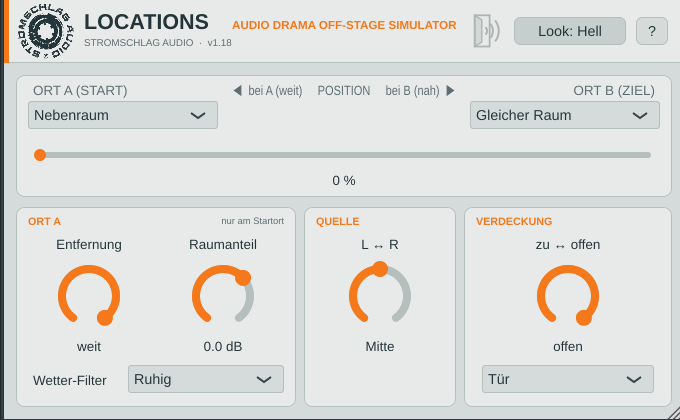 STROMSCHLAG AUDIO
LOCATIONS
AUDIO DRAMA OFF-STAGE SIMULATOR
STROMSCHLAG AUDIO · v1.18
Look: Hell
?
ORT A (START)
◀ bei A (weit) POSITION bei B (nah) ▶
ORT B (ZIEL)
Nebenraum
Gleicher Raum
0 %
ORT A
nur am Startort
Entfernung
Raumanteil
weit
0.0 dB
Wetter-Filter
Ruhig
QUELLE
L ↔ R
Mitte
VERDECKUNG
zu ↔ offen
offen
Tür